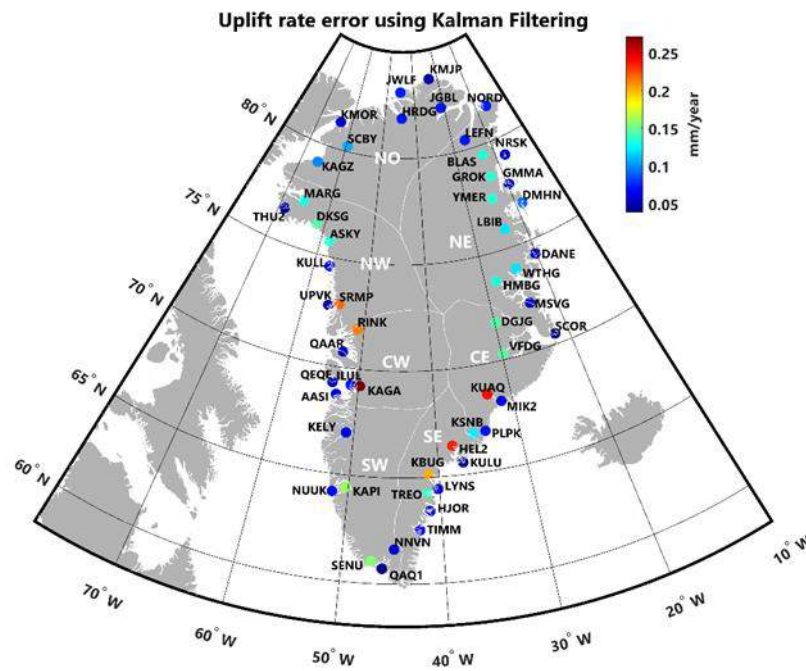 Uplift rate error using Kalman Filtering
KMJP
JWLF
JGBL
NORD
0.25
80° N
KMOR
HRDG
LEFN
0.20
SCBY
NO
NRSK
BLAS
0.15
mm/year
KAGZ
GROK
GMMA
0.10
75° N
MARG
YMER
DMHN
0.05
THU2
DKSG
LBIB
ASKY
NE
DANE
KULL
NW
WTHG
HMBG
70° N
UPVK
SRMP
MSVG
RINK
DGJG
SCOR
QAAR
CW
CE
VFDG
65° N
QEQE
ILUL
KAGA
KUAQ
AASI
MIK2
KELY
KSNB
PLPK
SE
HEL2
60° N
SW
KBUG
KULU
NUUK
KAPI
TREO
LYNS
HJOR
TIMM
NNVN
10° W
SENU
QAQ1
70° W
20° W
60° W
30° W
50° W
40° W